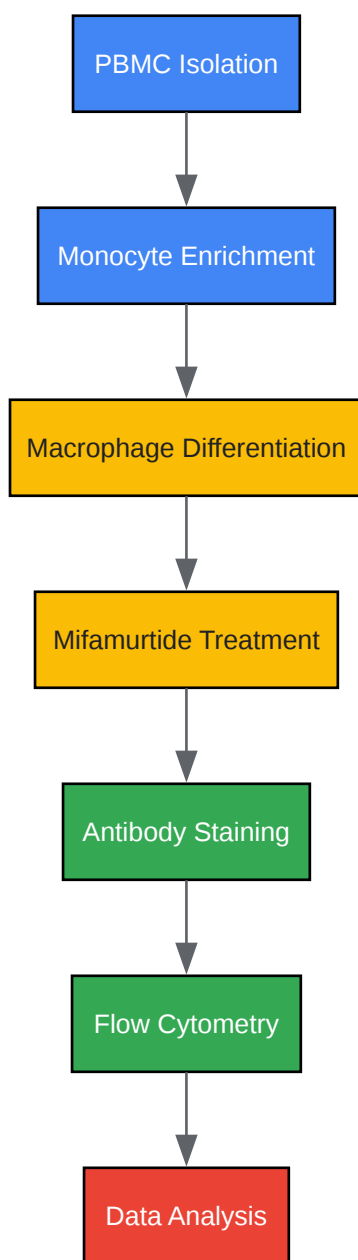 PBMC Isolation
Monocyte Enrichment
Macrophage Differentiation
Mifamurtide Treatment
Antibody Staining
Flow Cytometry
Data Analysis